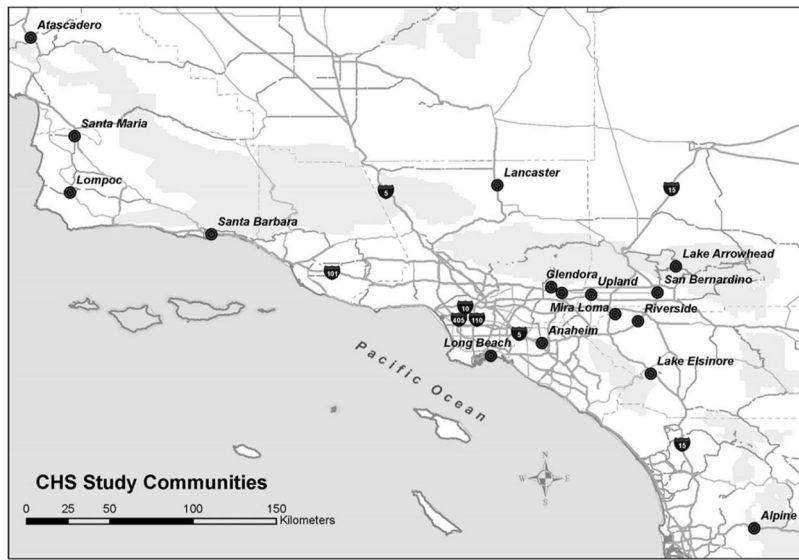 Atascadero
Santa Maria
Lompoc
Santa Barbara
Lancaster
5
15
101
Lake Arrowhead
Glendora
Upland
San Bernardino
10
405
110
Mira Loma
Riverside
5
Anaheim
Long Beach
Lake Elsinore
Pacific Ocean
15
N
W
E
S
CHS Study Communities
0 25 50 100 150
Kilometers
Alpine